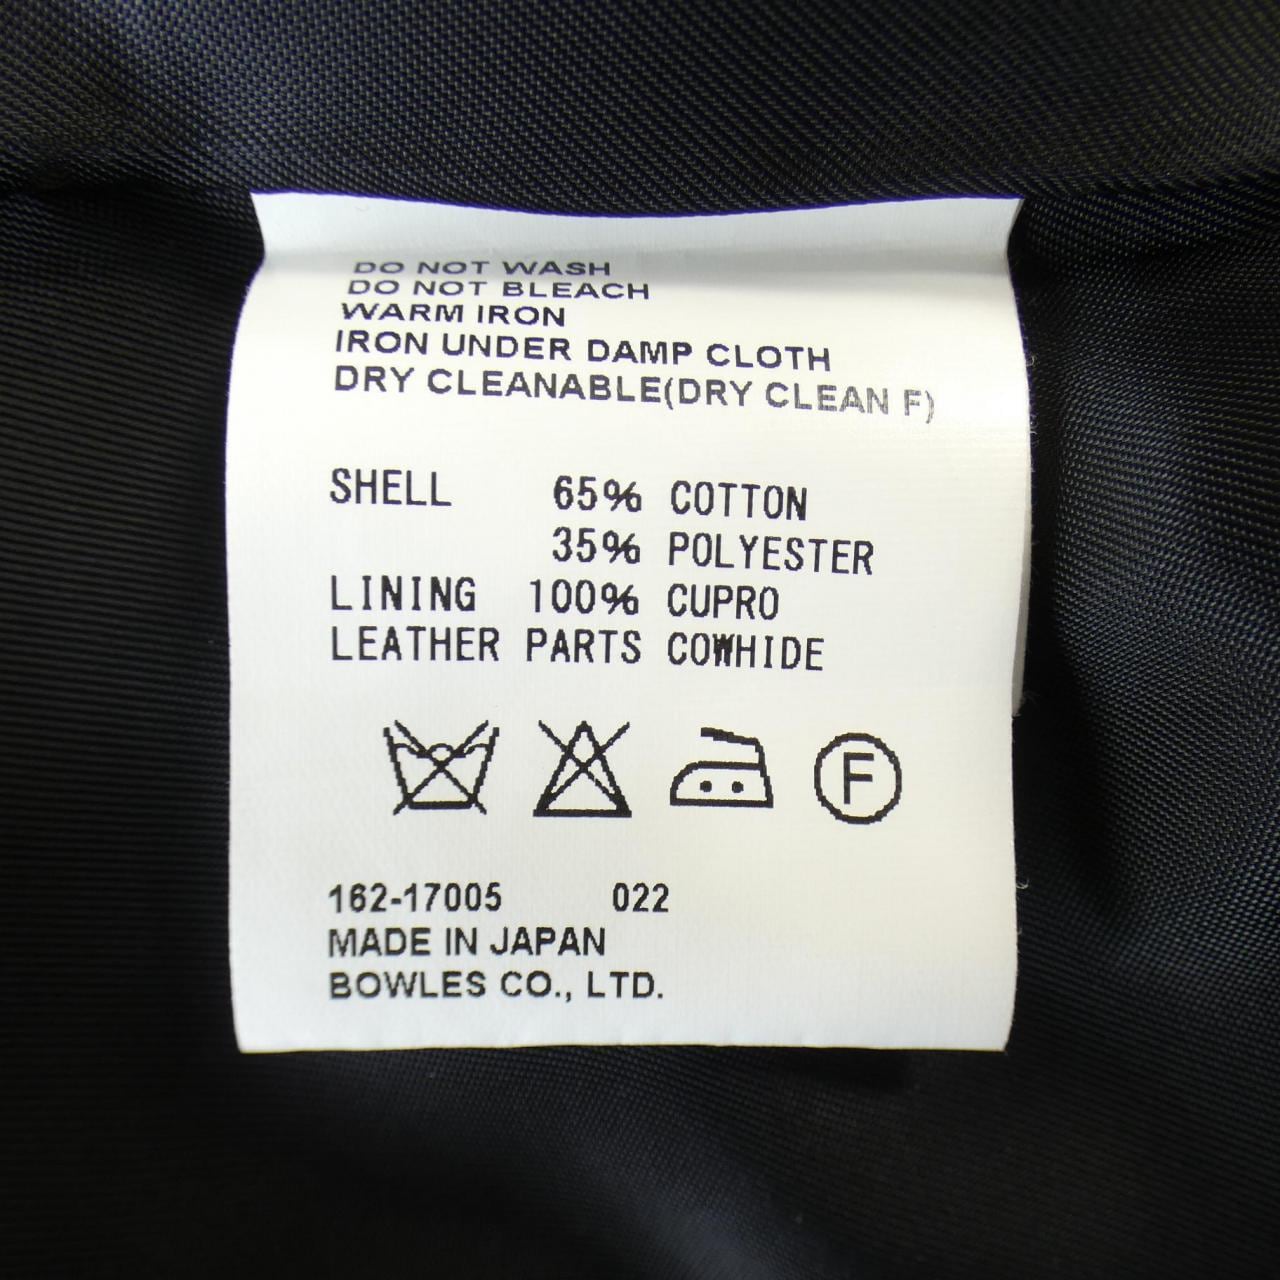 DO NOT WASH
DO NOT BLEACH
WARM IRON
IRON UNDER DAMP CLOTH
DRY CLEANABLE(DRY CLEAN F)
SHELL 65% COTTON
35% POLYESTER
LINING 100% CUPRO
LEATHER PARTS COWHIDE
F
162-17005 022
MADE IN JAPAN
BOWLES CO., LTD.